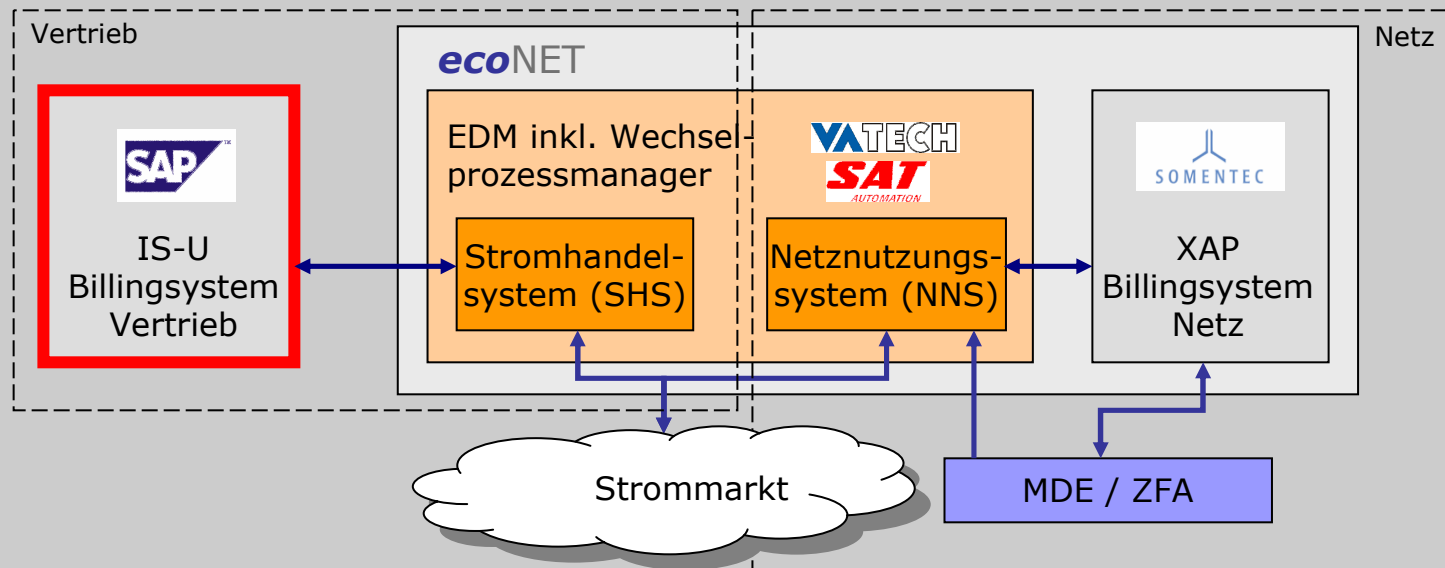 Vertrieb
Netz
ecoNET
SAP
TM
IS-U
Billingsystem
Vertrieb
EDM inkl. Wechsel-
prozessmanager
VATECH
SAT
AUTOMATION
Stromhandel-
system (SHS)
Netznutzungs-
system (NNS)
SOMENTEC
XAP
Billingsystem
Netz
Strommarkt
MDE / ZFA